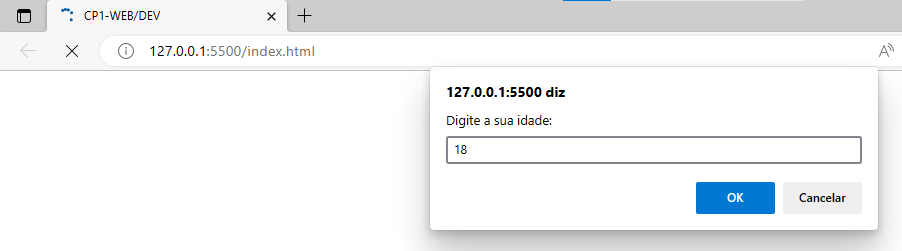 CP1-WEB/DEV
127.0.0.1:5500/index.html
127.0.0.1:5500 diz
Digite a sua idade:
18
OK Cancelar